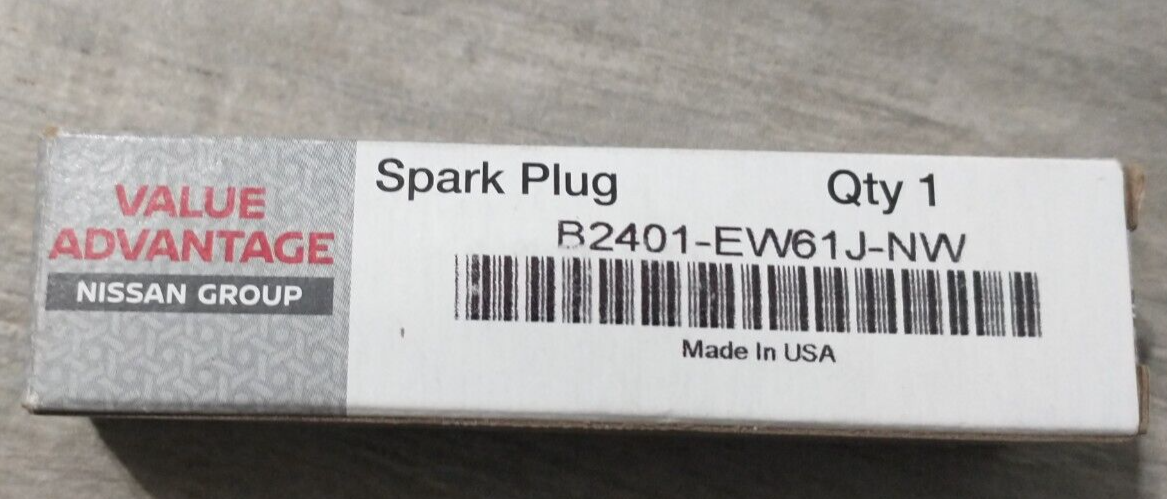 VALUE
ADVANTAGE
NISSAN GROUP
Spark Plug
Qty 1
B2401-EW61J-NW
Made In USA